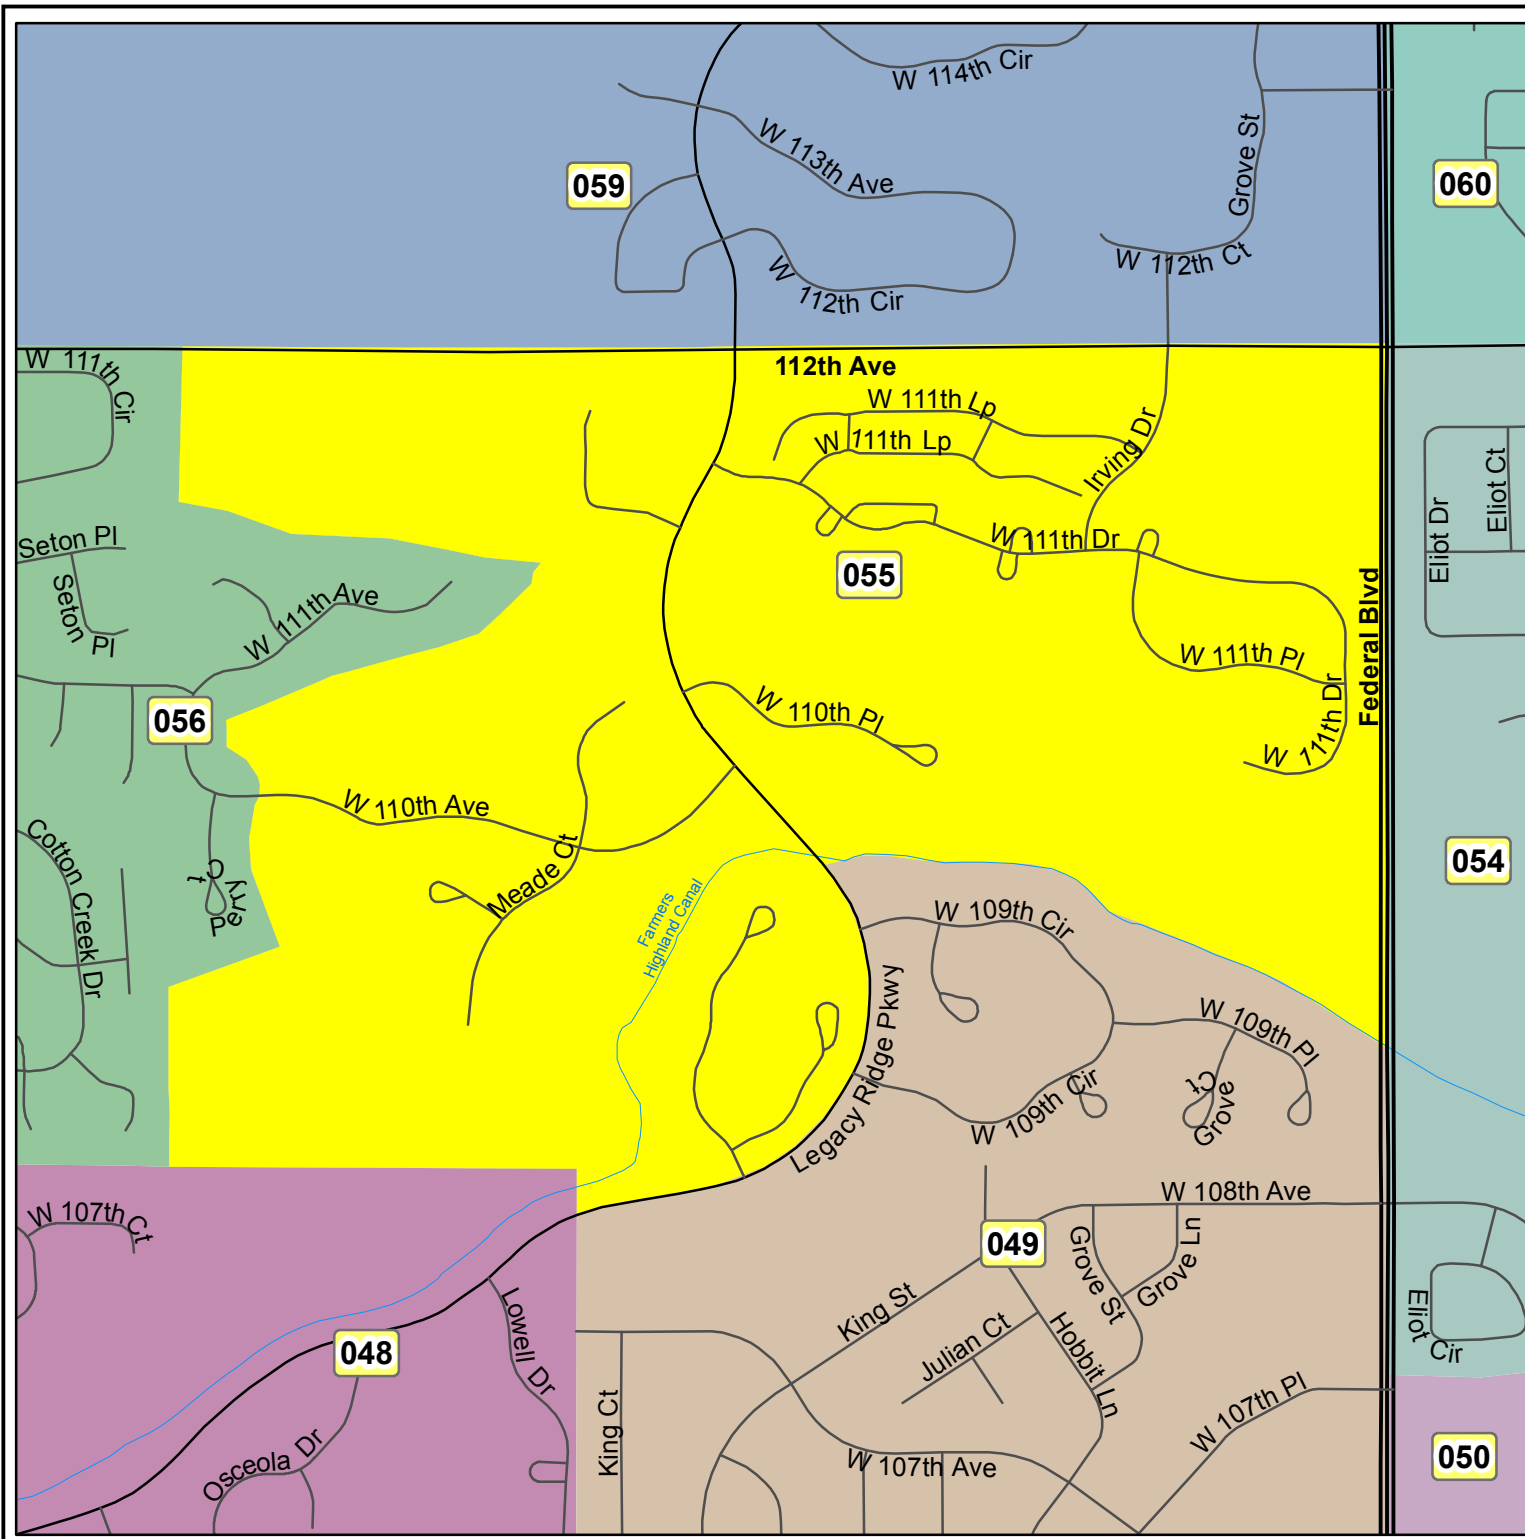 W 114th Cir
W 113th Ave
Grove St
059
060
W 112th Ct
W 112th Cir
112th Ave
W 111th Cir
W 111th Lp
W 111th Lp
Irving Dr
Eliot Ct
Eliot Dr
Seton Pl
Seton Pl
W 111th Dr
055
W 111th Ave
Federal Blvd
W 111th Pl
W 111th Dr
056
W 110th Pl
W 110th Ave
Cotton Creek Dr
Perry Ct
Meade Ct
054
Farmers
Highland Canal
W 109th Cir
Legacy Ridge Pkwy
W 109th Pl
W 109th Cir
Grove Ct
W 108th Ave
W 107th Ct
049
Grove St
Grove Ln
King St
Lowell Dr
Julian Ct
Hobbit Ln
Eliot Cir
048
King Ct
W 107th Pl
Osceola Dr
W 107th Ave
050